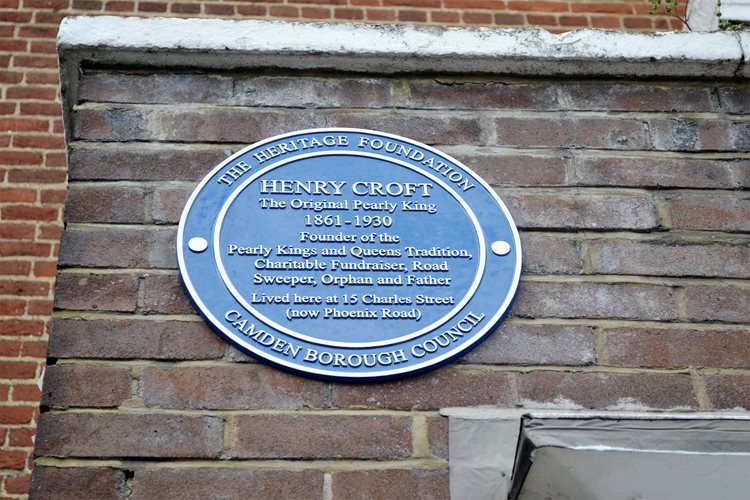 THE HERITAGE FOUNDATION
HENRY CROFT
The Original Pearly King
1861-1930
Founder of the
Pearly Kings and Queens Tradition,
Charitable Fundraiser, Road
Sweeper, Orphan and Father
Lived here at 15 Charles Street
(now Phoenix Road)
CAMDEN BOROUGH COUNCIL